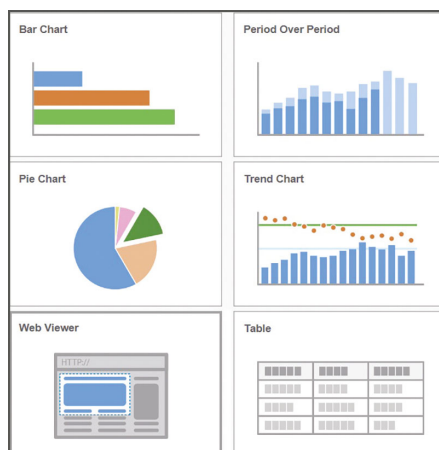 Bar Chart
Period Over Period
Pie Chart
Trend Chart
Web Viewer
HTTP://
Table